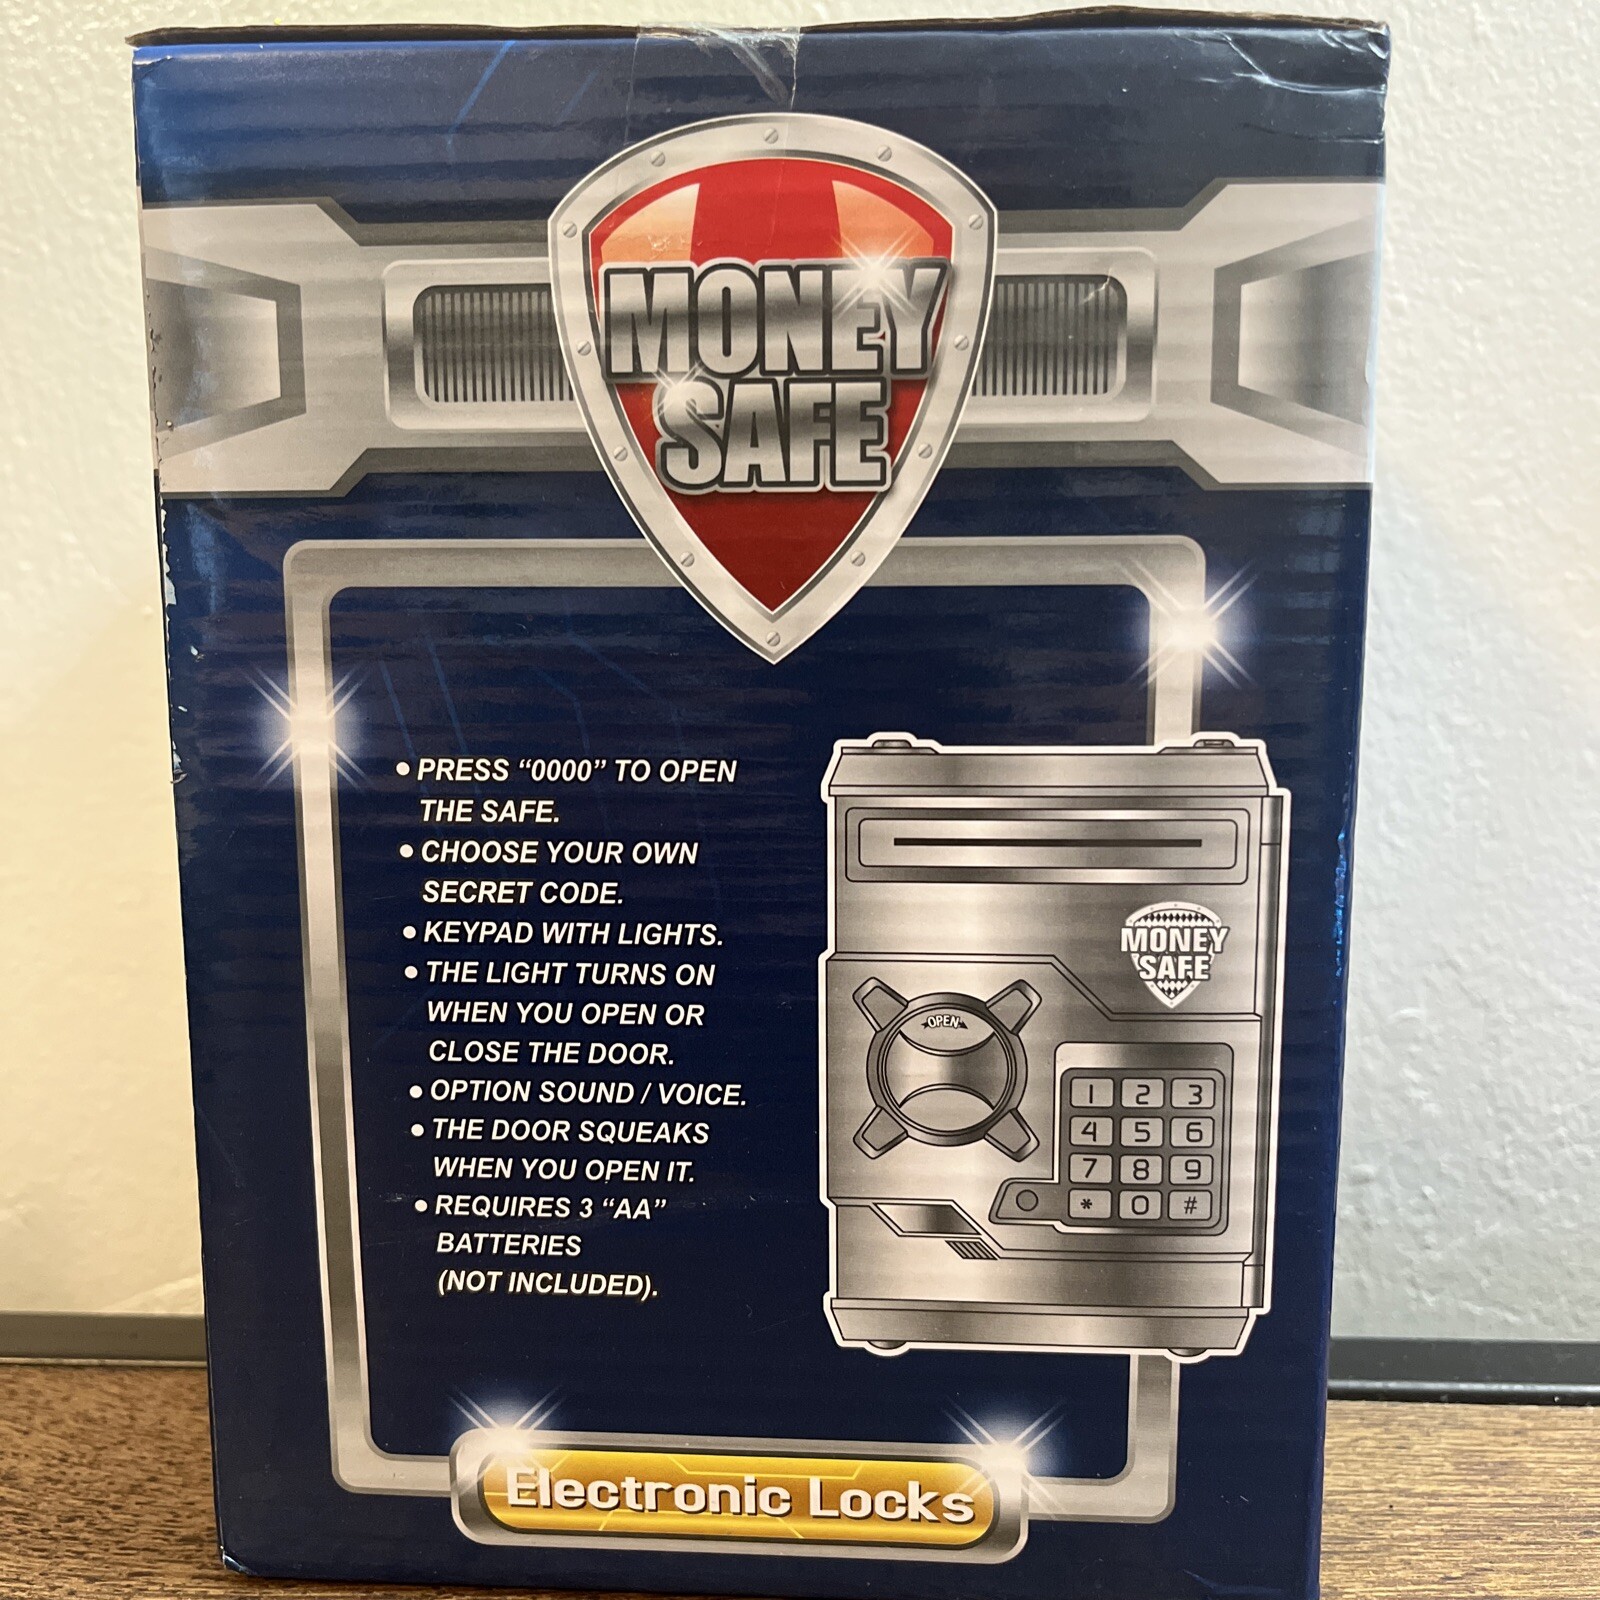 MONEY
SAFE
• PRESS “0000” TO OPEN
THE SAFE.
• CHOOSE YOUR OWN
SECRET CODE.
• KEYPAD WITH LIGHTS.
• THE LIGHT TURNS ON
WHEN YOU OPEN OR
CLOSE THE DOOR.
• OPTION SOUND / VOICE.
• THE DOOR SQUEAKS
WHEN YOU OPEN IT.
• REQUIRES 3 “AA”
BATTERIES
(NOT INCLUDED).
MONEY
SAFE
OPEN
1 2 3
4 5 6
7 8 9
* 0 #
Electronic Locks